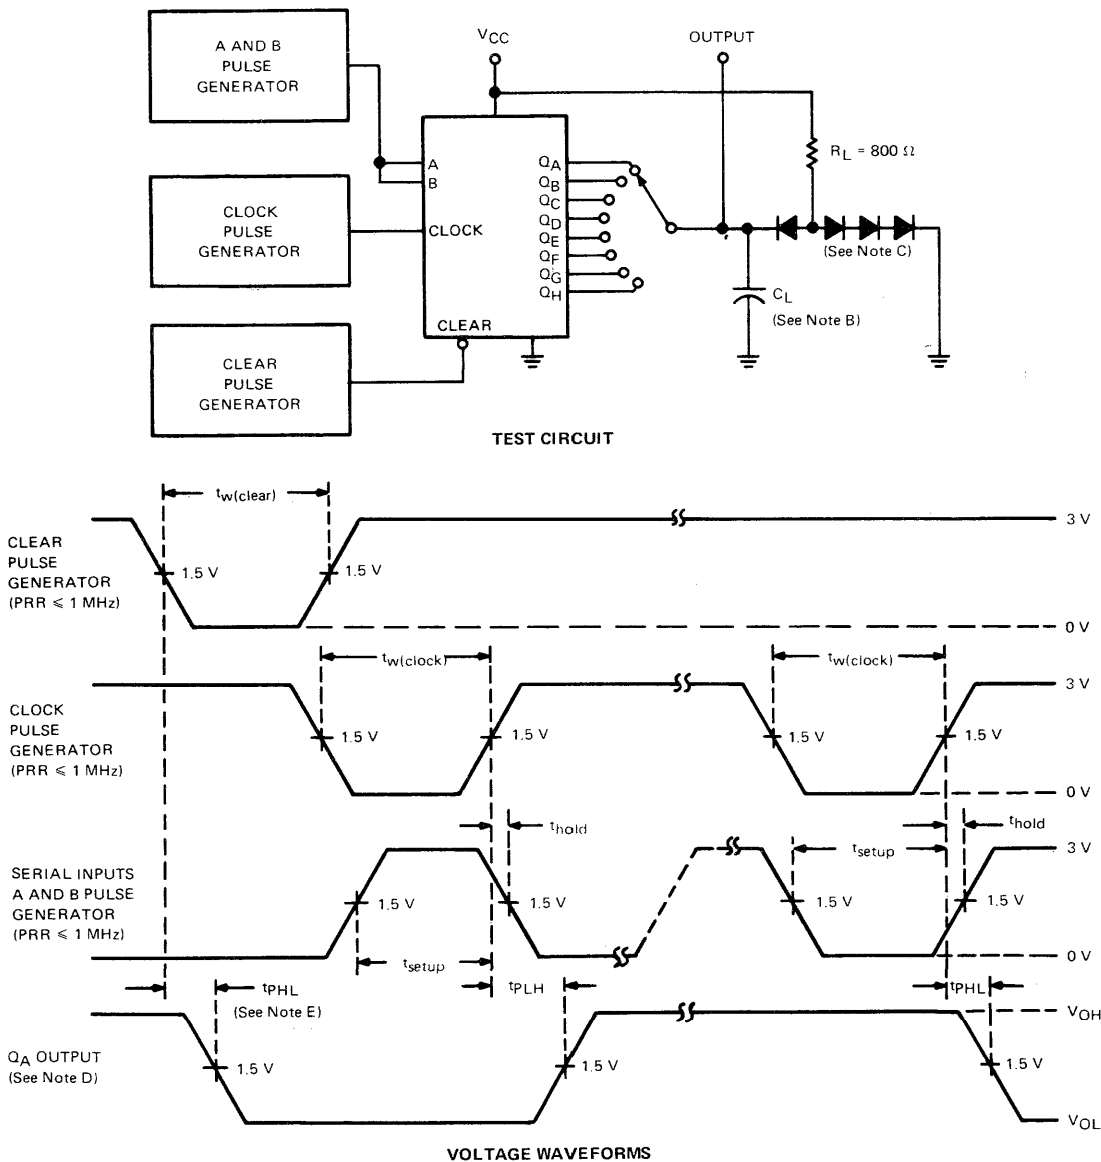 A AND B
PULSE
GENERATOR
VCC
OUTPUT
RL = 800 Ω
A
B
QA
QB
QC
QD
QE
QF
QG
QH
CLOCK
PULSE
GENERATOR
CLOCK
(See Note C)
CL
(See Note B)
CLEAR
CLEAR
PULSE
GENERATOR
TEST CIRCUIT
tw(clear)
3 V
CLEAR
PULSE
GENERATOR
(PRR ⩽ 1 MHz)
1.5 V
1.5 V
0 V
tw(clock)
tw(clock)
3 V
CLOCK
PULSE
GENERATOR
(PRR ⩽ 1 MHz)
1.5 V
1.5 V
1.5 V
1.5 V
0 V
thold
thold
tsetup
3 V
SERIAL INPUTS
A AND B PULSE
GENERATOR
(PRR ⩽ 1 MHz)
1.5 V
1.5 V
1.5 V
1.5 V
0 V
tsetup
tPHL
(See Note E)
tPLH
tPHL
VOH
QA OUTPUT
(See Note D)
1.5 V
1.5 V
1.5 V
VOL
VOLTAGE WAVEFORMS